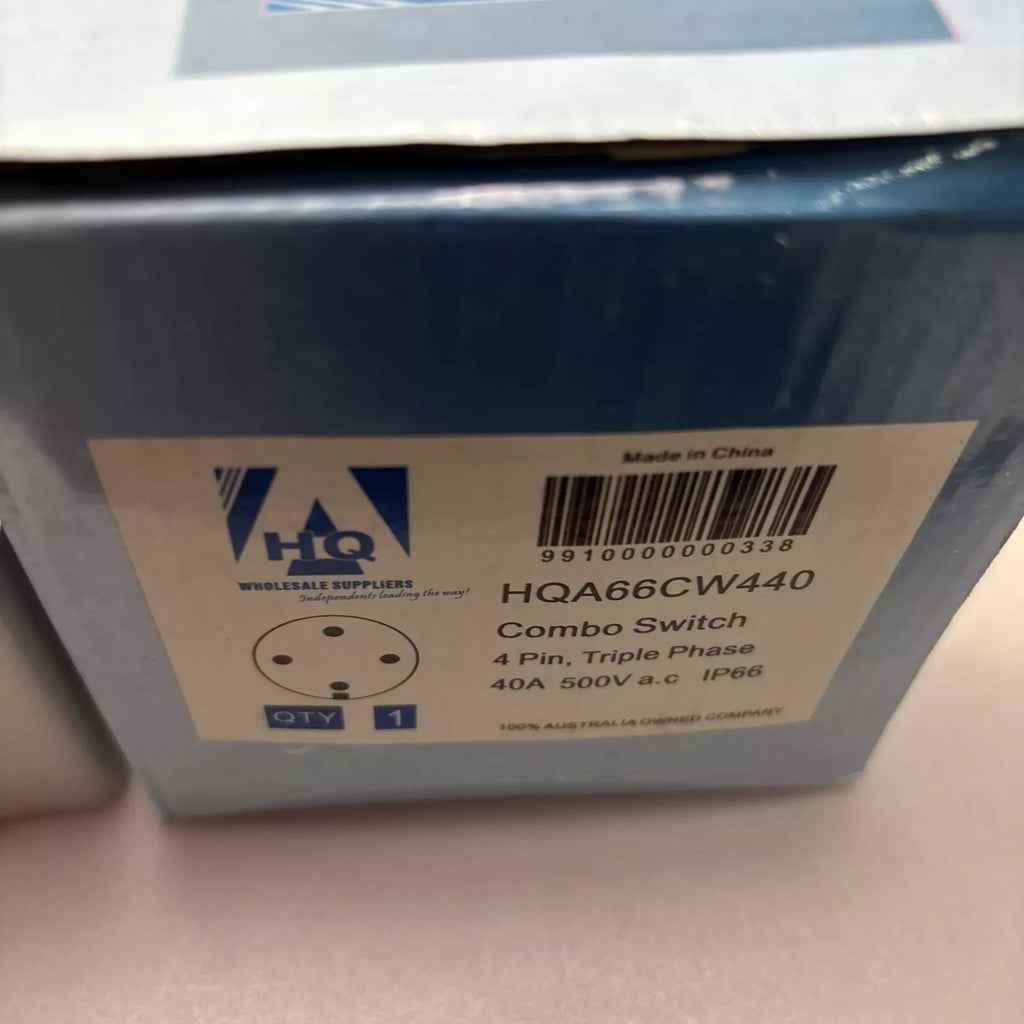 HQ
WHOLESALE SUPPLIERS
Independents leading the way!
QTY 1
Made in China
9910000000338
HQA66CW440
Combo Switch
4 Pin, Triple Phase
40A 500V a.c IP66
100% AUSTRALIA OWNED COMPANY